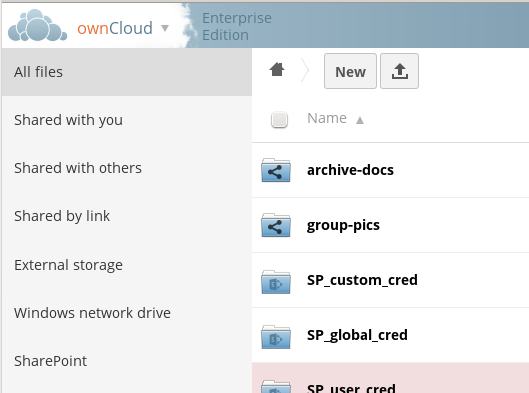 ownCloud
Enterprise
Edition
All files
Shared with you
Shared with others
Shared by link
External storage
Windows network drive
SharePoint
New
Name
archive-docs
group-pics
SP_custom_cred
SP_global_cred
SP_user_cred